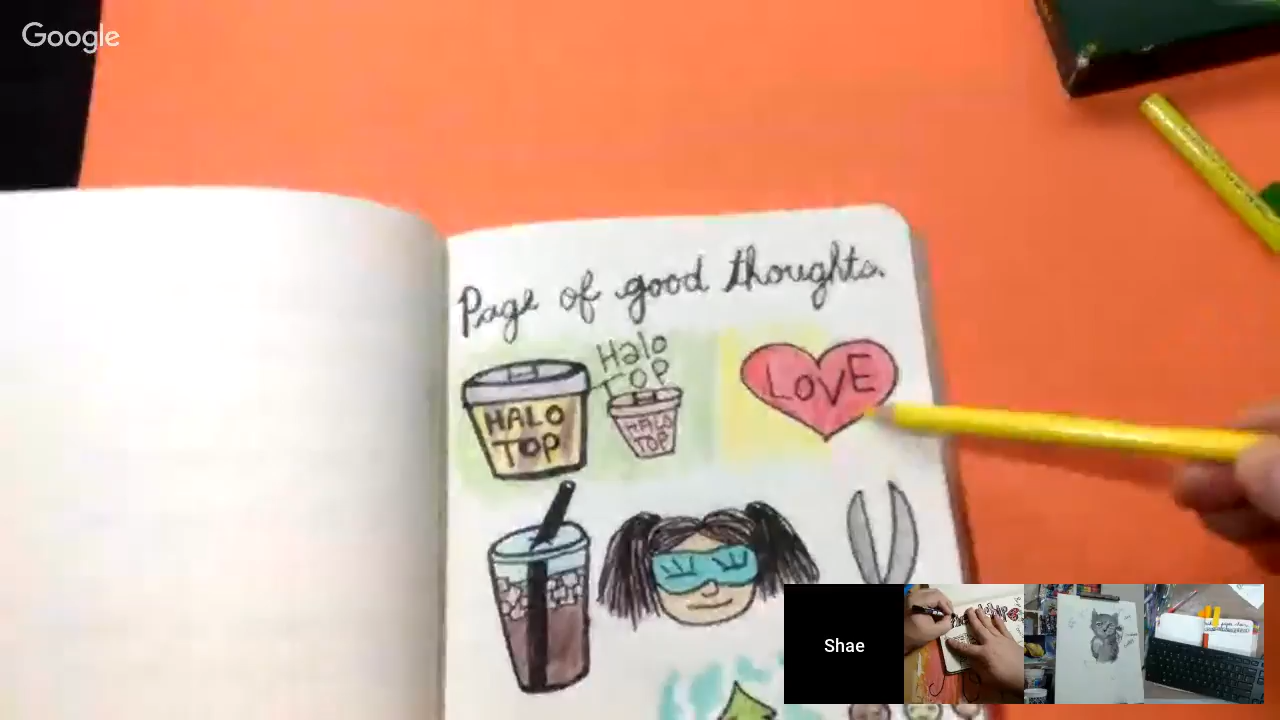 Google
Page of good thoughts.
Halo
TOP
HALO
TOP
HALO
TOP
LOVE
Shae